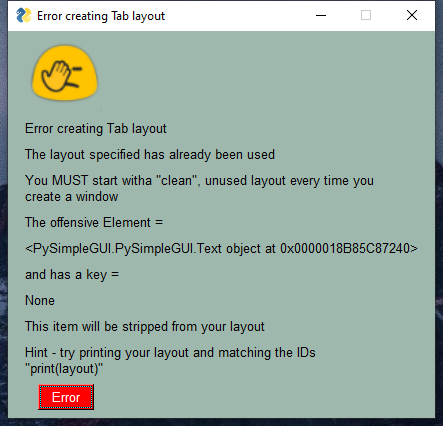 Error creating Tab layout
Error creating Tab layout
The layout specified has already been used
You MUST start witha "clean", unused layout every time you
create a window
The offensive Element =
<PySimpleGUI.PySimpleGUI.Text object at 0x0000018B85C87240>
and has a key =
None
This item will be stripped from your layout
Hint - try printing your layout and matching the IDs
"print(layout)"
Error